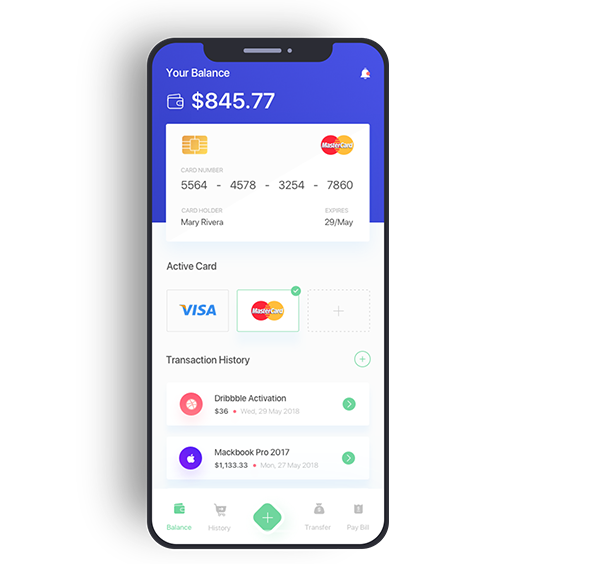 Your Balance
$845.77
MasterCard
CARD NUMBER
5564 - 4578 - 3254 - 7860
CARD HOLDER EXPIRES
Mary Rivera 29/May
Active Card
VISA MasterCard
Transaction History
Dribbble Activation
$36 • Wed, 29 May 2018
Mackbook Pro 2017
$1,133.33 • Mon, 27 May 2018
Balance History Transfer Pay Bill